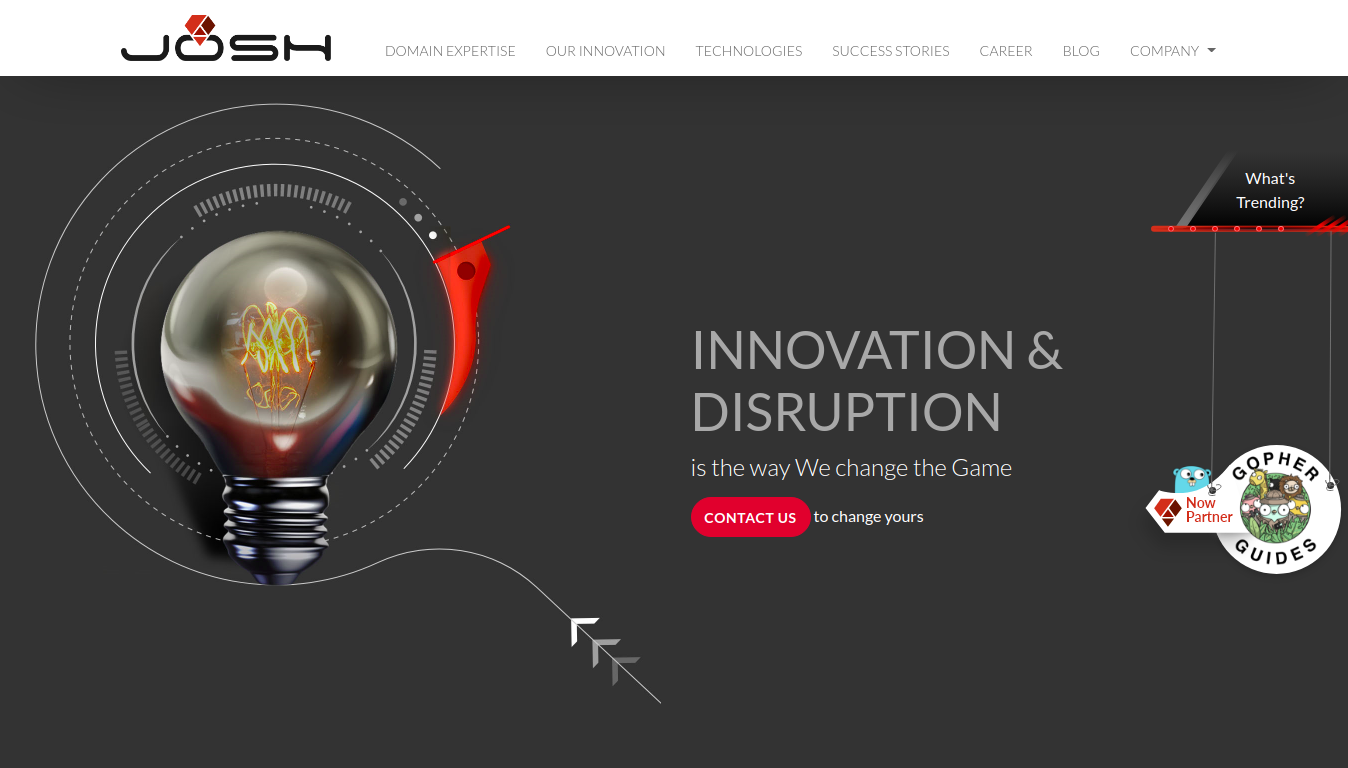 JOSH
DOMAIN EXPERTISE
OUR INNOVATION
TECHNOLOGIES
SUCCESS STORIES
CAREER
BLOG
COMPANY
What's
Trending?
INNOVATION &
DISRUPTION
is the way We change the Game
CONTACT US to change yours
Now
Partner
GOPHER
GUIDES